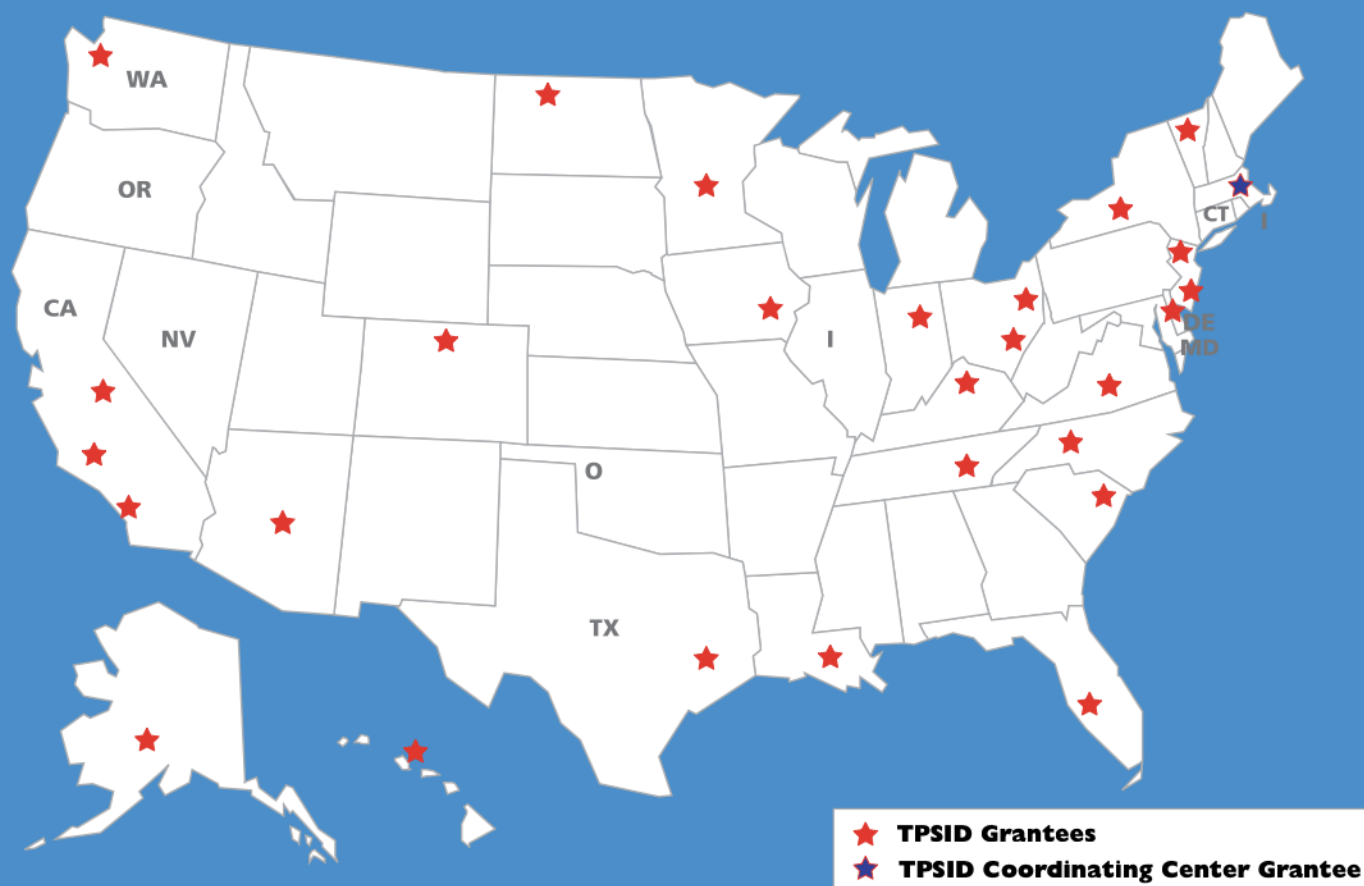 WA
OR
CT
I
CA
DE
NV
I
MD
O
TX
TPSID Grantees
TPSID Coordinating Center Grantee